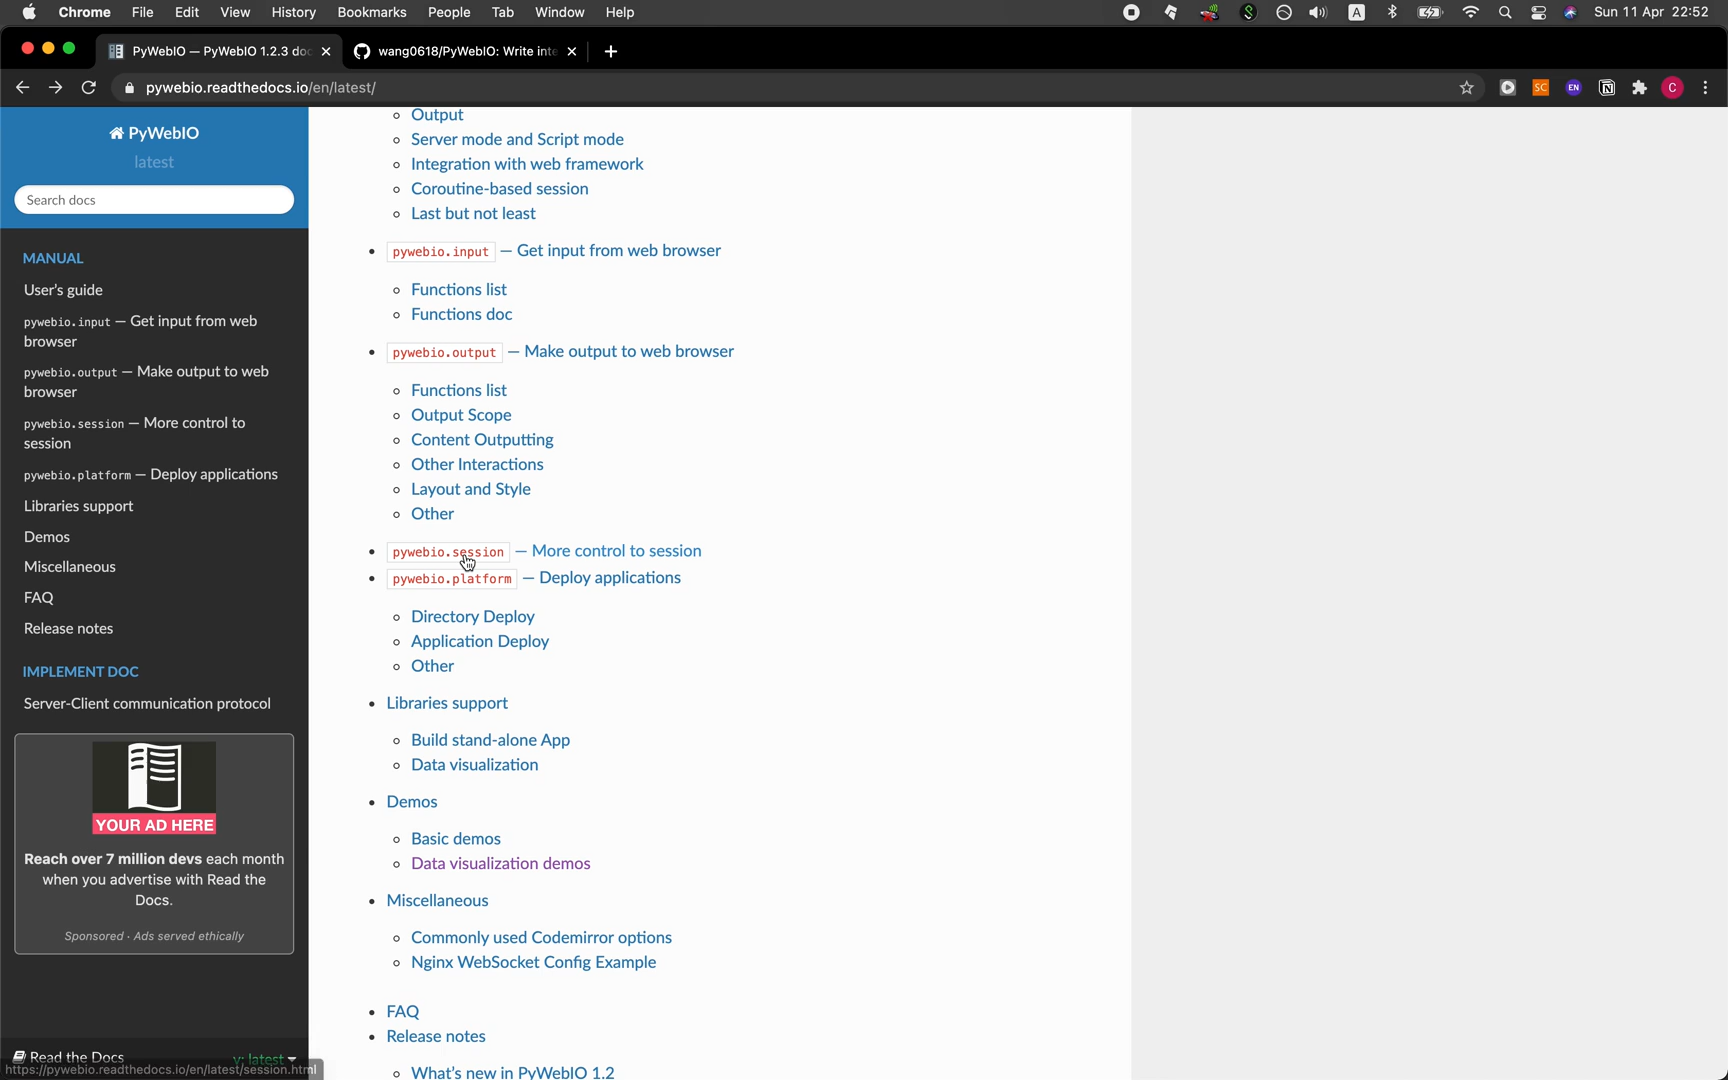 Chrome File Edit View History Bookmarks People Tab Window Help
A
Sun 11 Apr 22:52
PyWebIO — PyWebIO 1.2.3 doc
wang0618/PyWebIO: Write inte
pywebio.readthedocs.io/en/latest/
SC EN N C
PyWebIO
latest
Search docs
MANUAL
User's guide
pywebio.input — Get input from web
browser
pywebio.output — Make output to web
browser
pywebio.session — More control to
session
pywebio.platform — Deploy applications
Libraries support
Demos
Miscellaneous
FAQ
Release notes
IMPLEMENT DOC
Server-Client communication protocol
YOUR AD HERE
Reach over 7 million devs each month
when you advertise with Read the
Docs.
Sponsored · Ads served ethically
Read the Docs
v: latest
https://pywebio.readthedocs.io/en/latest/session.html
Output
Server mode and Script mode
Integration with web framework
Coroutine-based session
Last but not least
pywebio.input — Get input from web browser
Functions list
Functions doc
pywebio.output — Make output to web browser
Functions list
Output Scope
Content Outputting
Other Interactions
Layout and Style
Other
pywebio.session — More control to session
pywebio.platform — Deploy applications
Directory Deploy
Application Deploy
Other
Libraries support
Build stand-alone App
Data visualization
Demos
Basic demos
Data visualization demos
Miscellaneous
Commonly used Codemirror options
Nginx WebSocket Config Example
FAQ
Release notes
What's new in PyWebIO 1.2